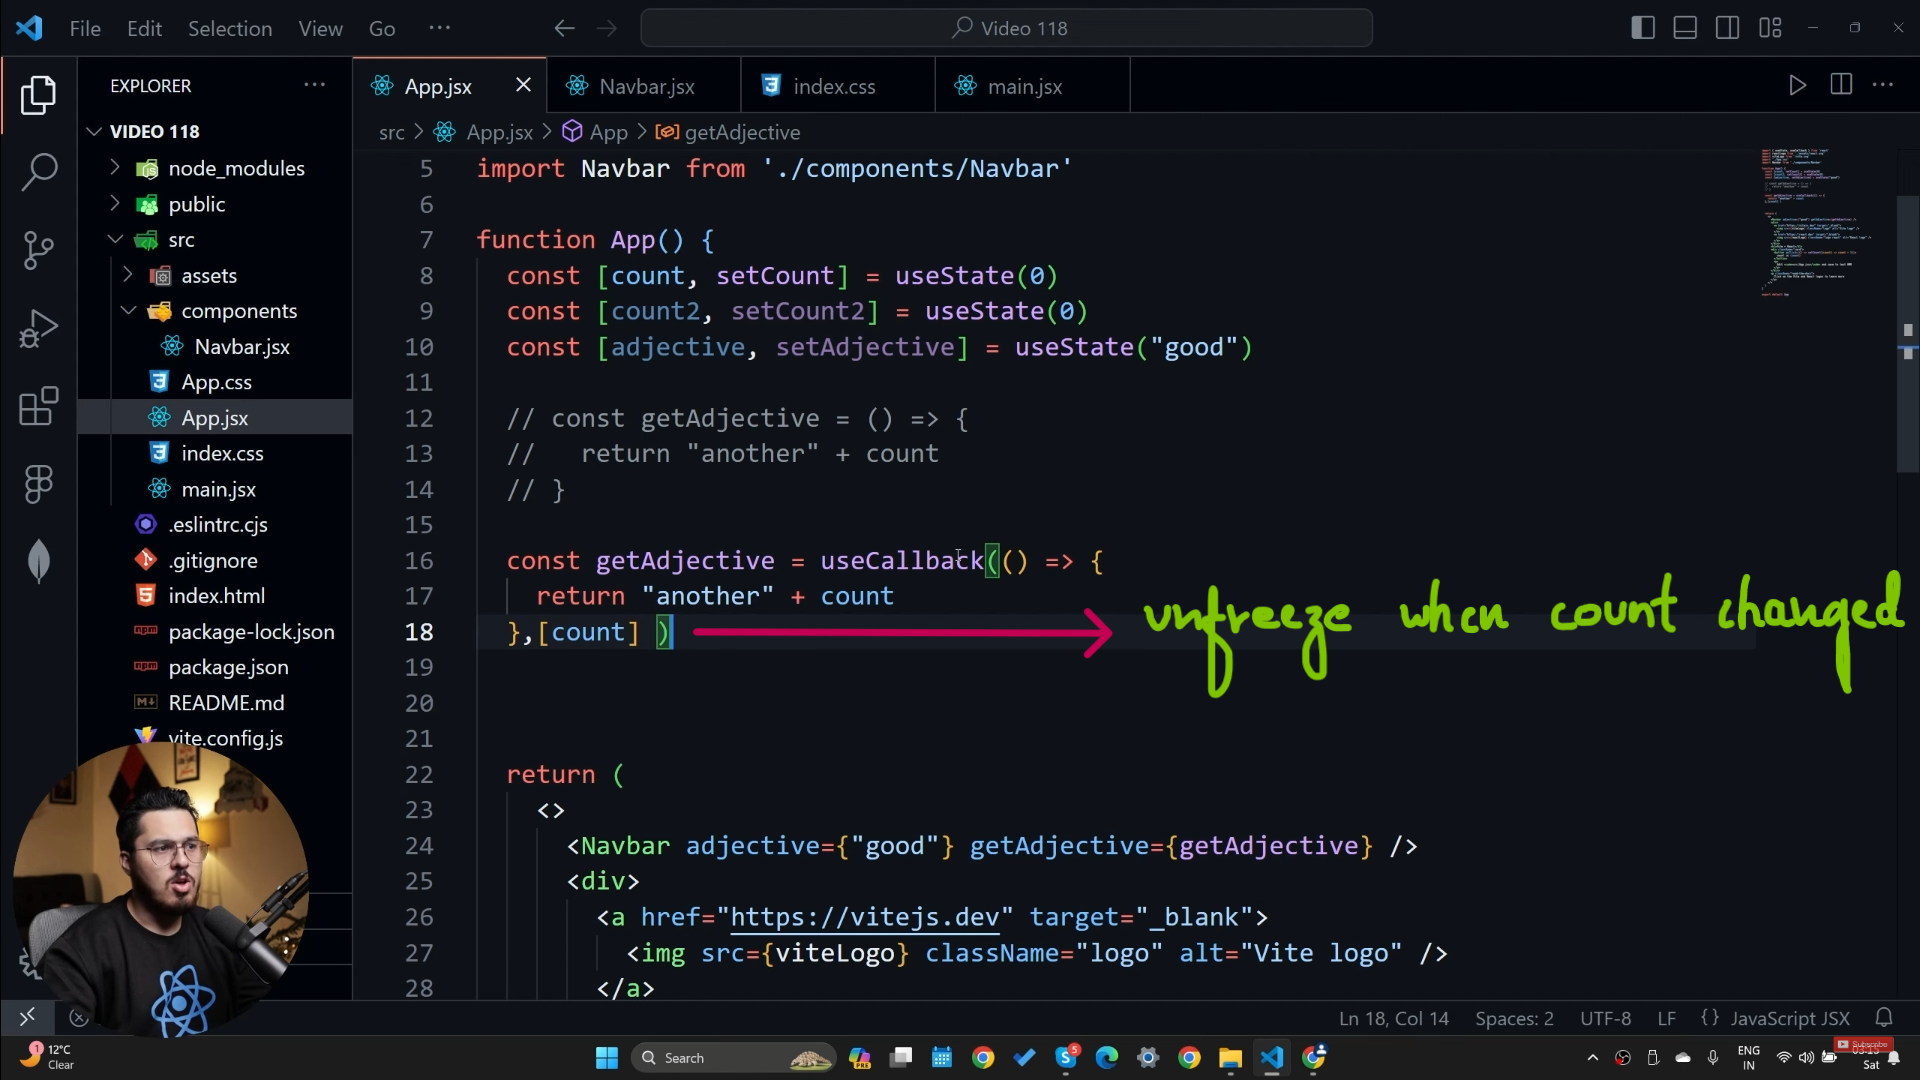 File Edit Selection View Go ···
Video 118
EXPLORER ···
App.jsx
Navbar.jsx
index.css
main.jsx
VIDEO 118
node_modules
public
src
assets
components
Navbar.jsx
App.css
App.jsx
index.css
main.jsx
.eslintrc.cjs
.gitignore
index.html
package-lock.json
package.json
README.md
vite.config.js
src > App.jsx > App > getAdjective
5 import Navbar from './components/Navbar'
6
7 function App() {
8 const [count, setCount] = useState(0)
9 const [count2, setCount2] = useState(0)
10 const [adjective, setAdjective] = useState("good")
11
12 // const getAdjective = () => {
13 //   return "another" + count
14 // }
15
16 const getAdjective = useCallback(() => {
17 return "another" + count
18 },[count] )
unfreeze when count changed
19
20
21
22 return (
23 <>
24 <Navbar adjective={"good"} getAdjective={getAdjective} />
25 <div>
26 <a href="https://vitejs.dev" target="_blank">
27 <img src={viteLogo} className="logo" alt="Vite logo" />
28 </a>
Ln 18, Col 14 Spaces: 2 UTF-8 LF {} JavaScript JSX
1
12°C
Clear
Search
PRE
5
ENG
IN
Subscribe
Sat